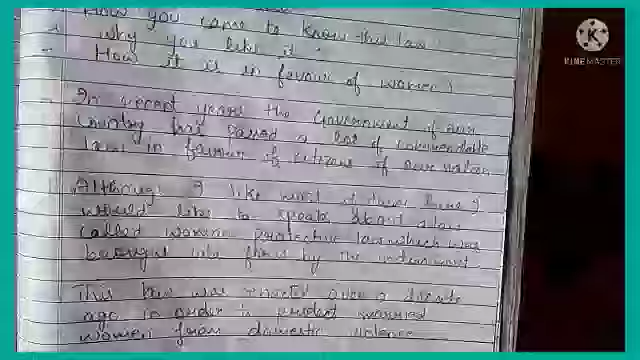 How you came to know this law
- why you like it
- How it is in favour of women?
In recent years the Government of our
country has passed a lot of commendable
laws in favour of citizens of our nation
Although I like most of them here I
would like to speak about a law
called women protection law which was
brought into by the government
This law was enacted over a decade
ago in order to protect married
women from domestic violence
K
KINEMASTER